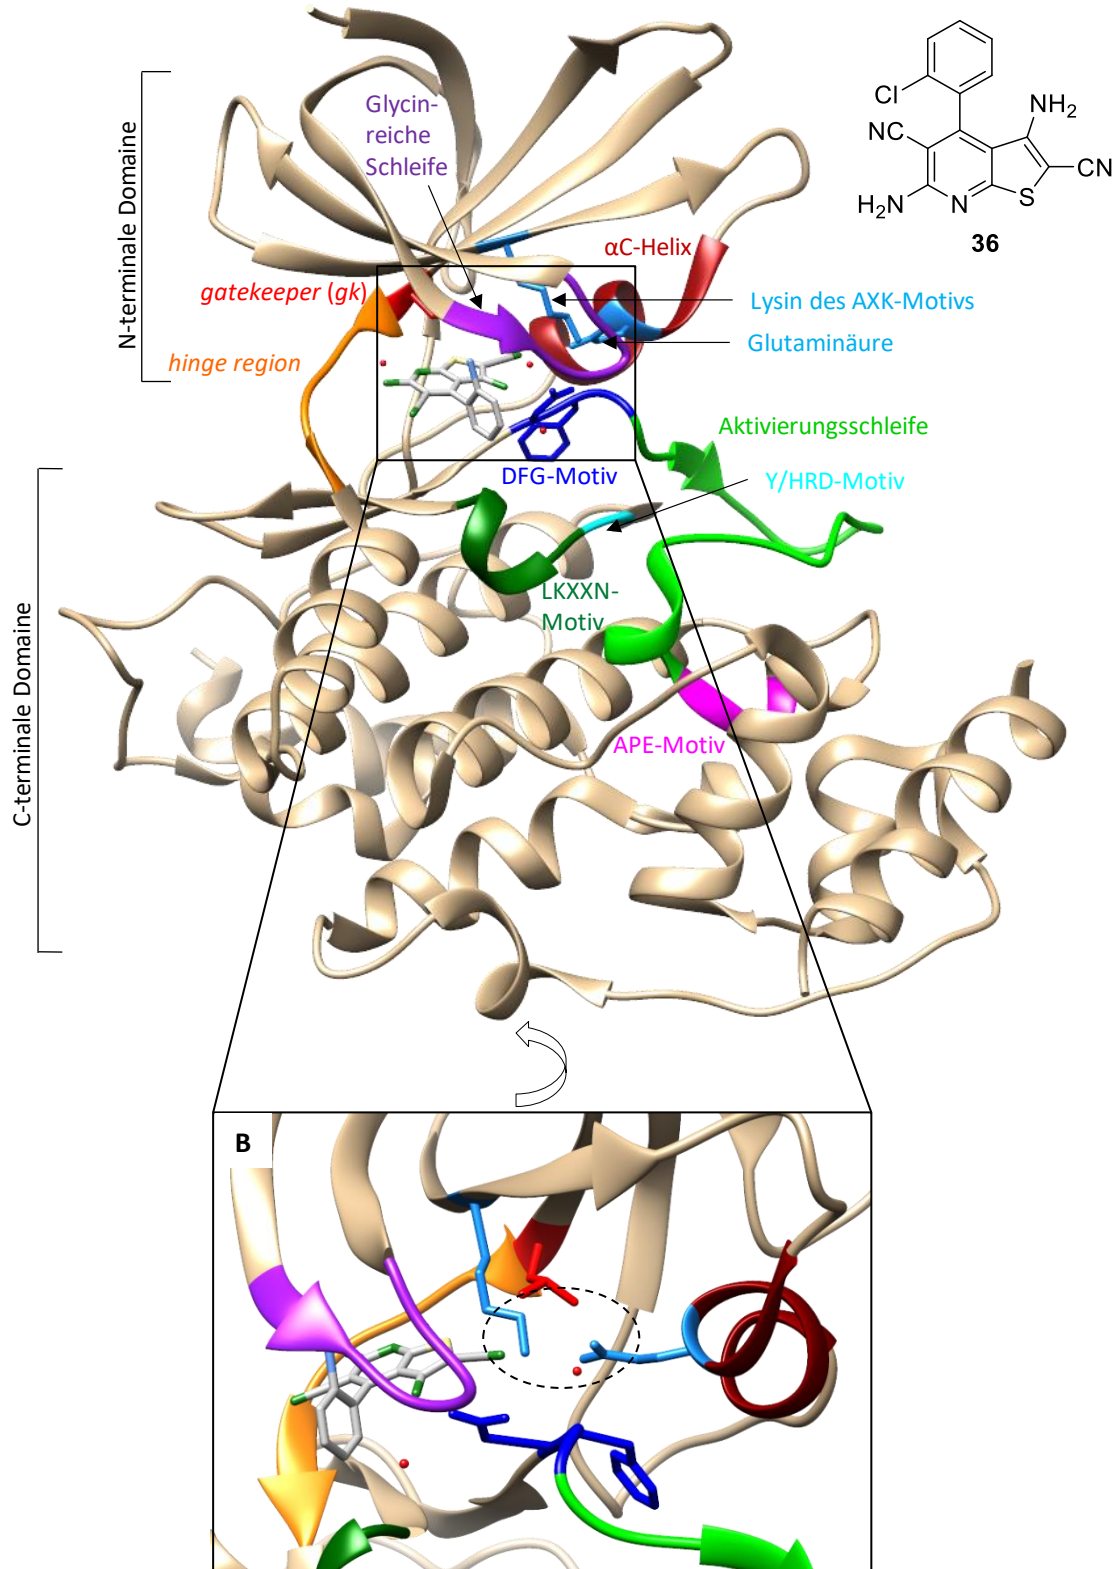 N-terminale Domaine
Glycin-
reiche
Schleife
Cl
NH2
NC
CN
H2N
N
S
36
αC-Helix
gatekeeper (gk)
Lysin des AXK-Motivs
Glutaminäure
hinge region
Aktivierungsschleife
DFG-Motiv
Y/HRD-Motiv
LKXXN-
Motiv
C-terminale Domaine
APE-Motiv
B